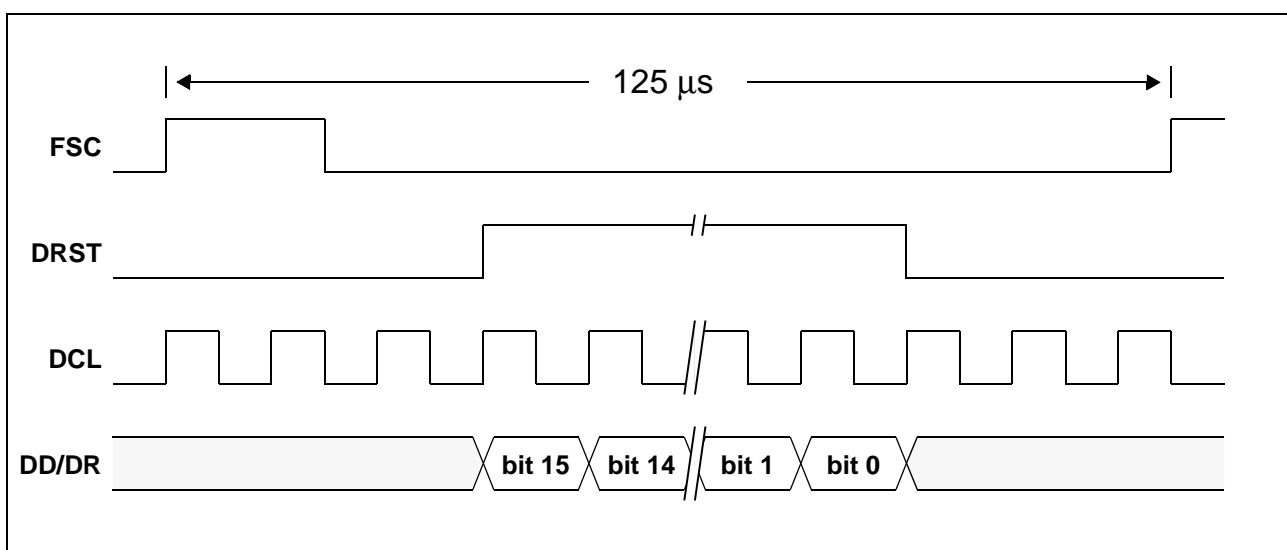 125 µs
FSC
DRST
DCL
DD/DR bit 15 bit 14 bit 1 bit 0